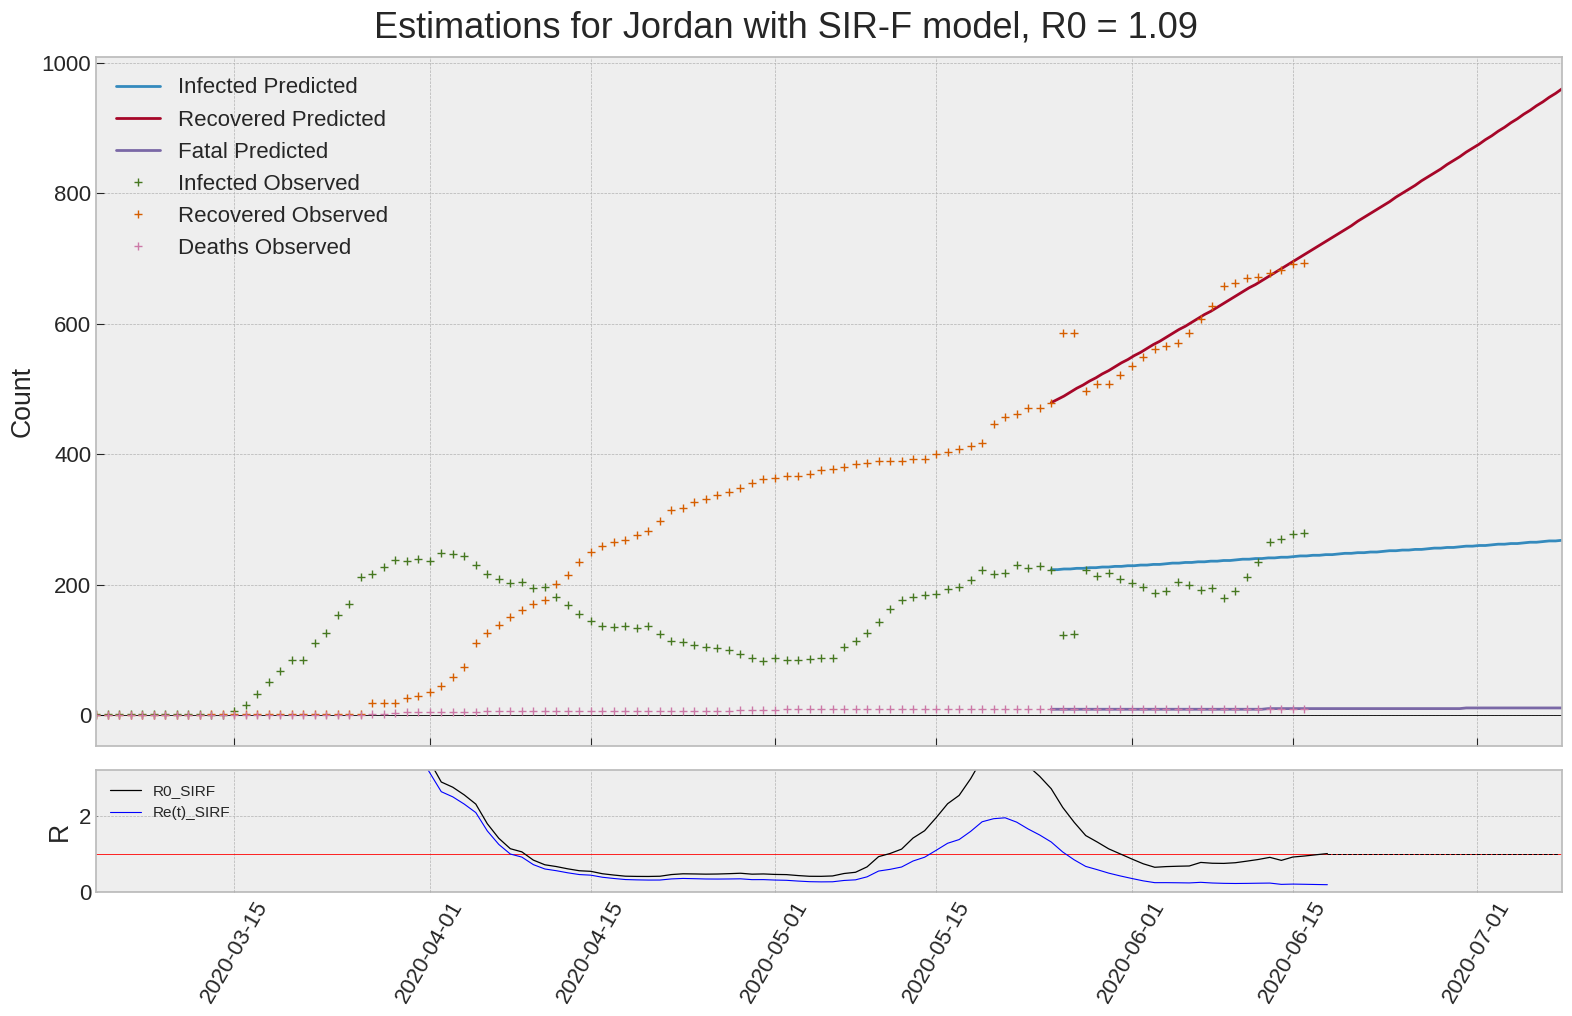 Estimations for Jordan with SIR-F model, R0 = 1.09
1000
800
600
400
200
0
Count
Infected Predicted
Recovered Predicted
Fatal Predicted
Infected Observed
Recovered Observed
Deaths Observed
R0_SIRF
Re(t)_SIRF
2
0
R
2020-03-15
2020-04-01
2020-04-15
2020-05-01
2020-05-15
2020-06-01
2020-06-15
2020-07-01